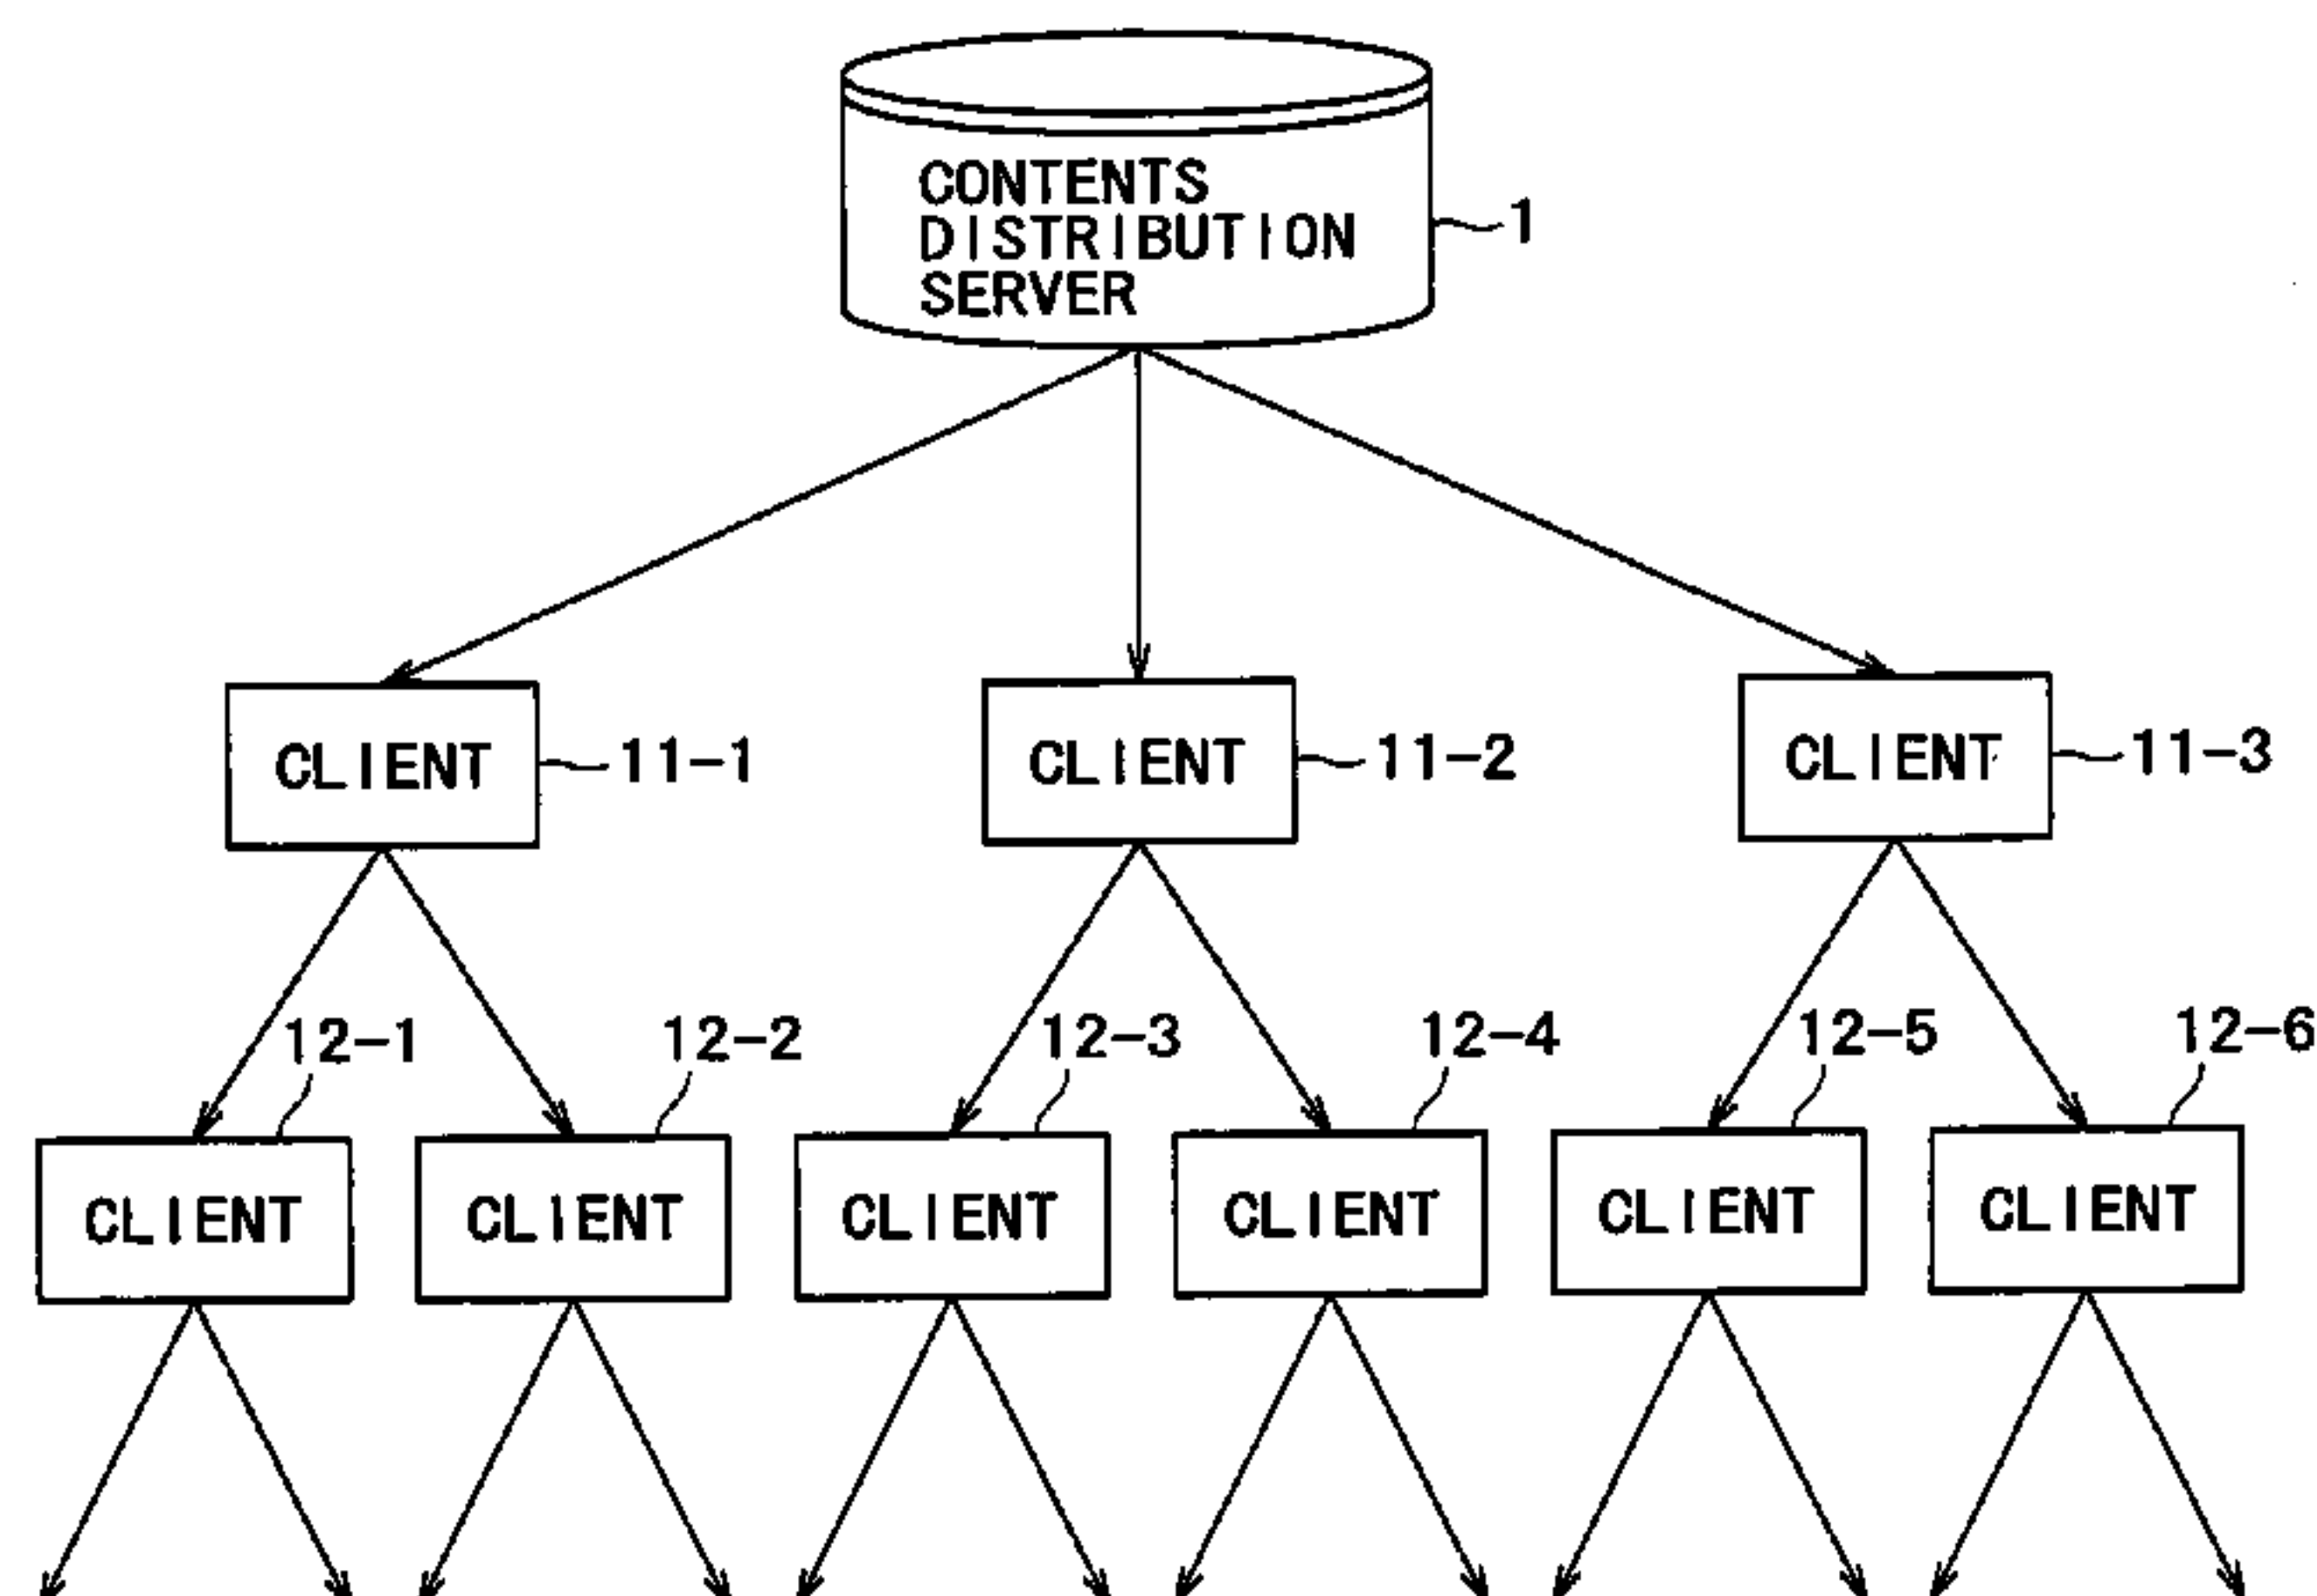 CONTENTS
DISTRIBUTION
SERVER
1
CLIENT
11-1
CLIENT
11-2
CLIENT
11-3
12-1
12-2
12-3
12-4
12-5
12-6
CLIENT
CLIENT
CLIENT
CLIENT
CLIENT
CLIENT